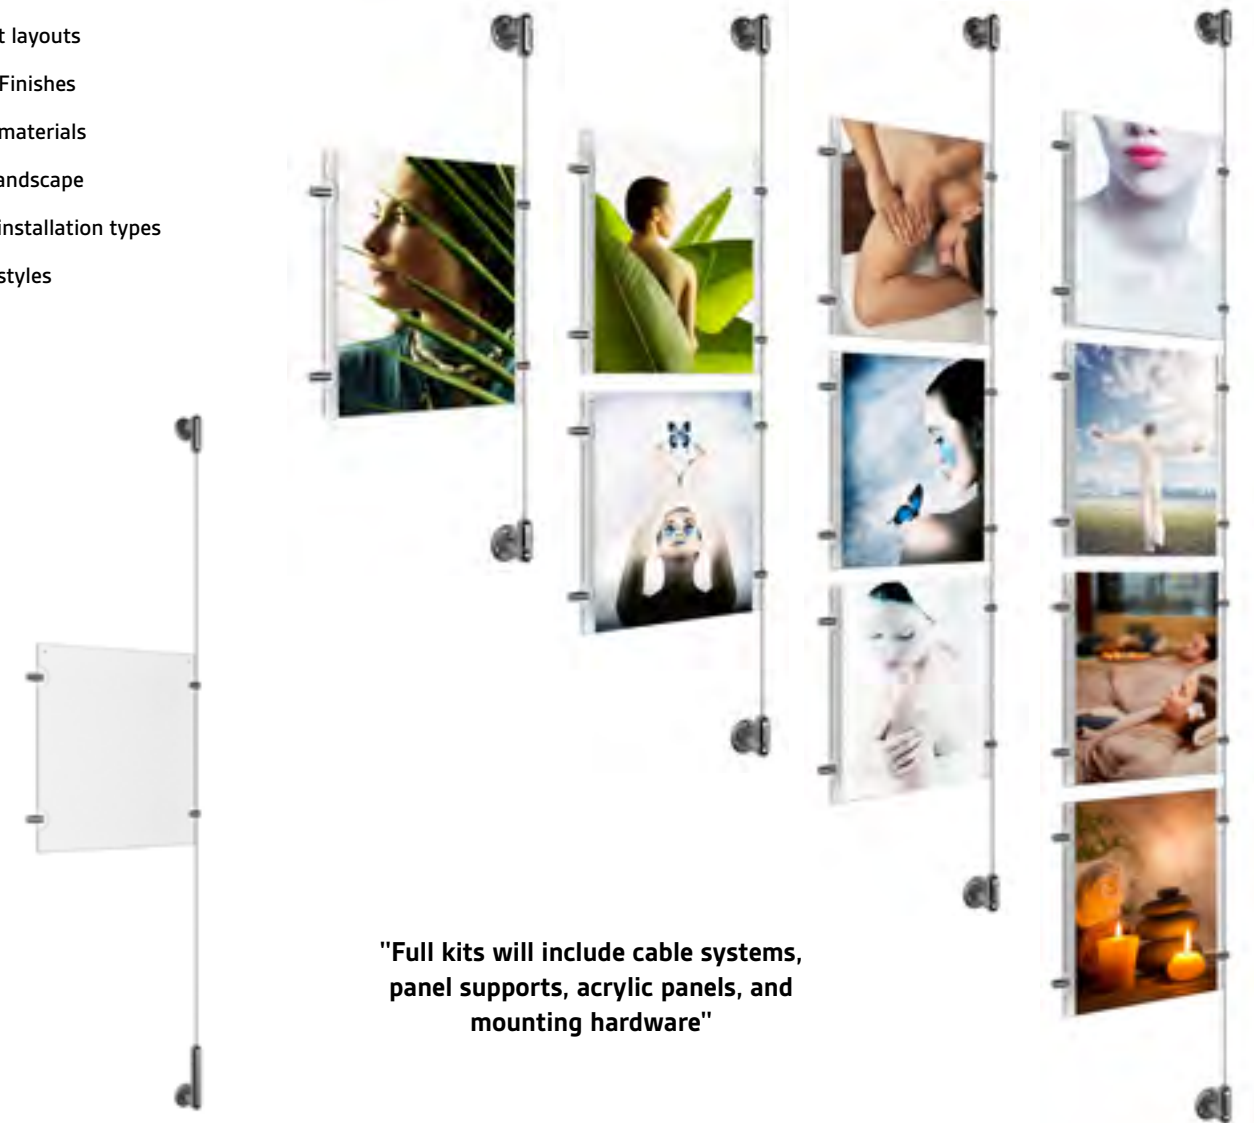 t layouts
Finishes
materials
andscape
installation types
styles
"Full kits will include cable systems,
panel supports, acrylic panels, and
mounting hardware"